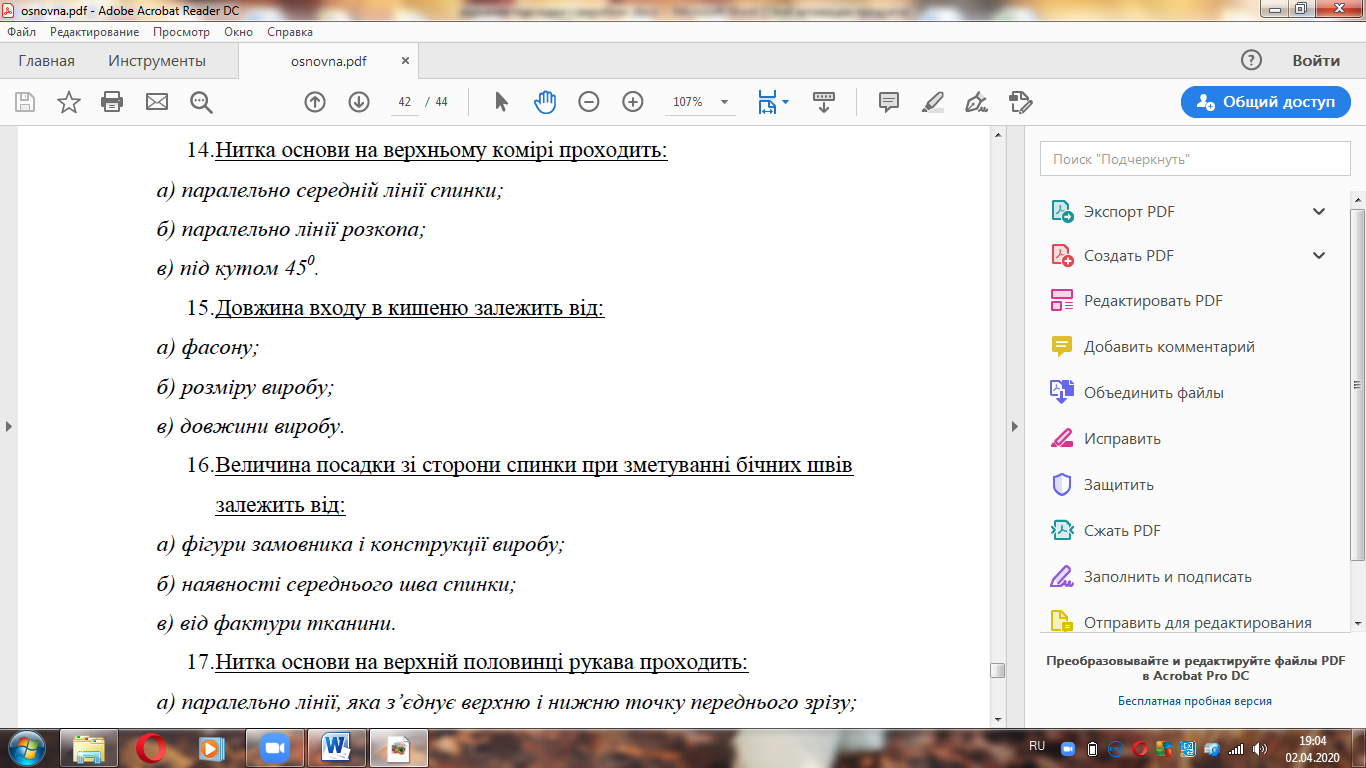 osnovna.pdf - Adobe Acrobat Reader DC
Файл Редактирование Просмотр Окно Справка
Главная Инструменты osnovna.pdf × ? Войти
42 / 44 107% Общий доступ
14.Нитка основи на верхньому комірі проходить:
а) паралельно середній лінії спинки;
б) паралельно лінії розкопа;
в) під кутом 45⁰.
15.Довжина входу в кишеню залежить від:
а) фасону;
б) розміру виробу;
в) довжини виробу.
16.Величина посадки зі сторони спинки при зметуванні бічних швів
залежить від:
а) фігури замовника і конструкції виробу;
б) наявності середнього шва спинки;
в) від фактури тканини.
17.Нитка основи на верхній половинці рукава проходить:
а) паралельно лінії, яка з’єднує верхню і нижню точку переднього зрізу;
Поиск "Подчеркнуть"
Экспорт PDF
Создать PDF
Редактировать PDF
Добавить комментарий
Объединить файлы
Исправить
Защитить
Сжать PDF
Заполнить и подписать
Отправить для редактирования
Преобразовывайте и редактируйте файлы PDF
в Acrobat Pro DC
Бесплатная пробная версия
RU
19:04
02.04.2020